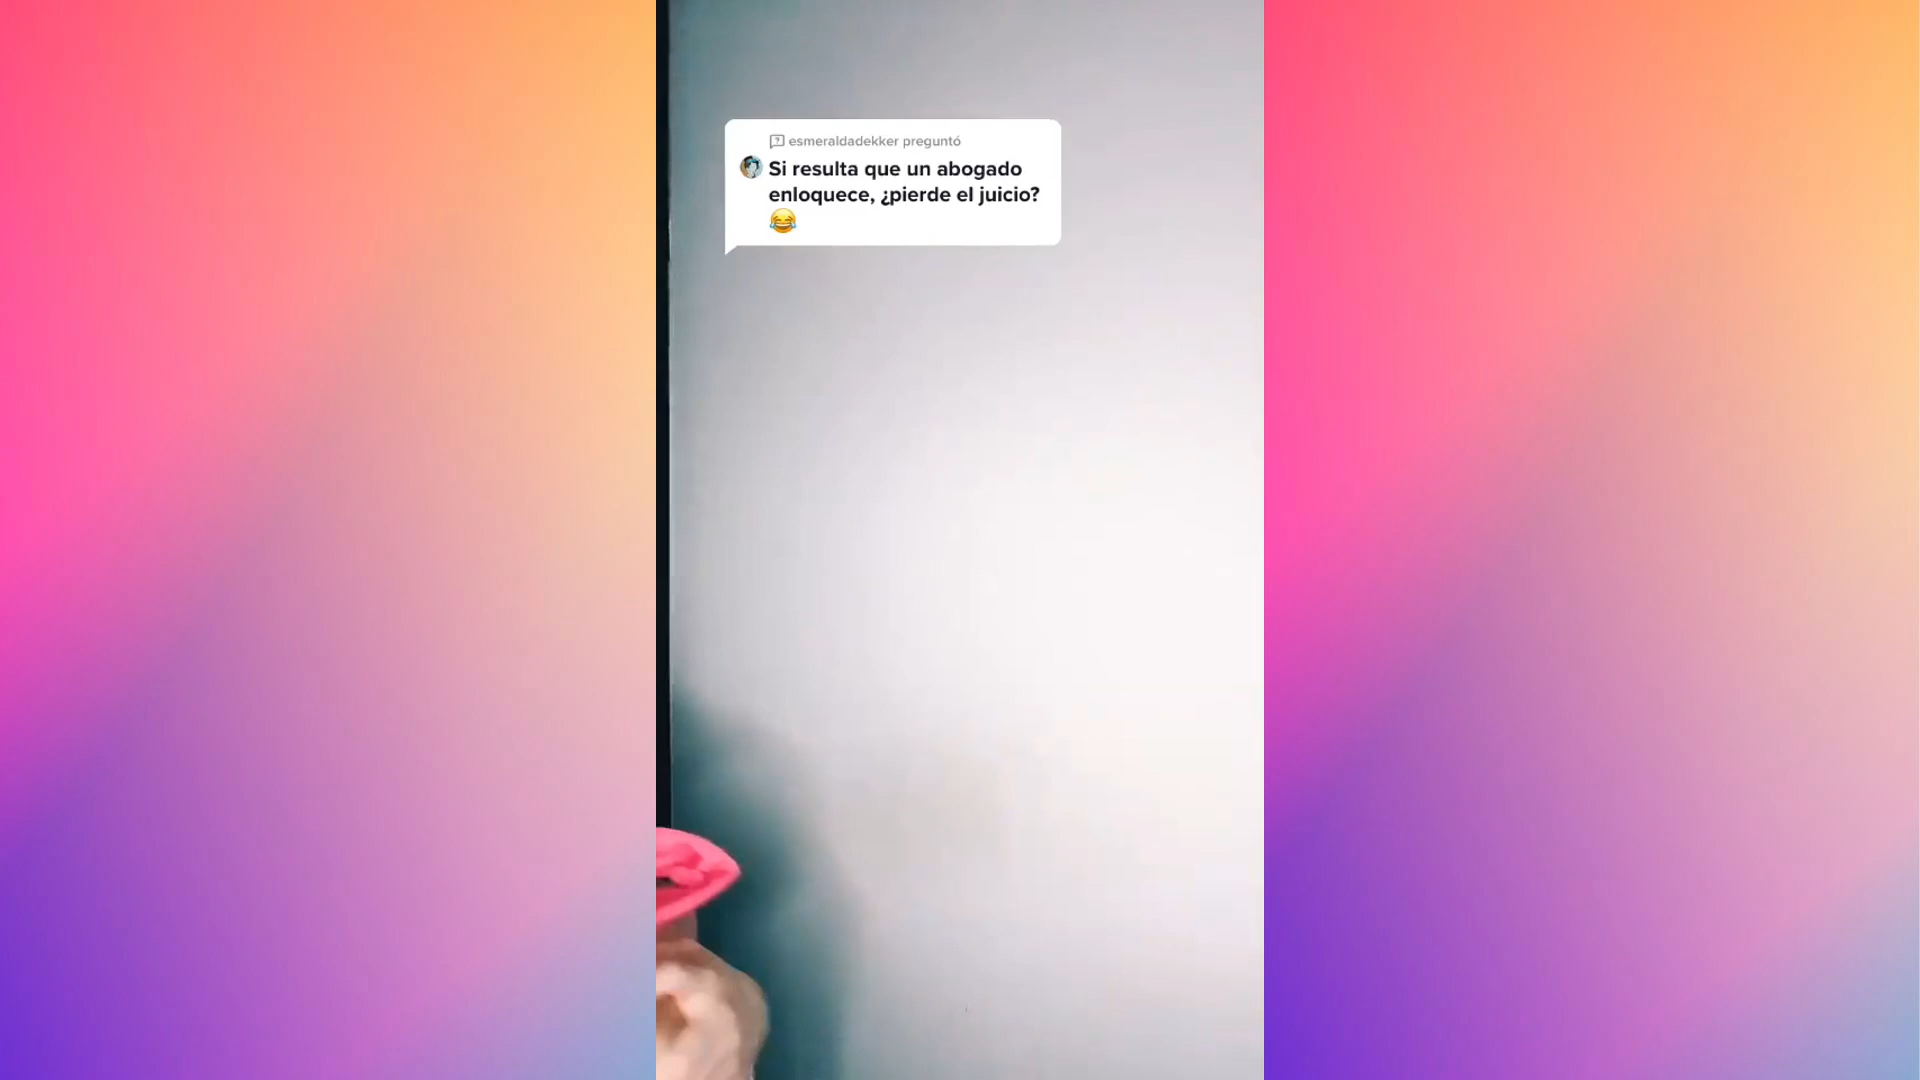 esmeraldadekker preguntó
Si resulta que un abogado
enloquece, ¿pierde el juicio?
😂